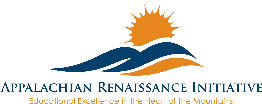 APPALACHIAN RENAISSANCE INITIATIVE
Educational Excellence in the Heart of the Mountains